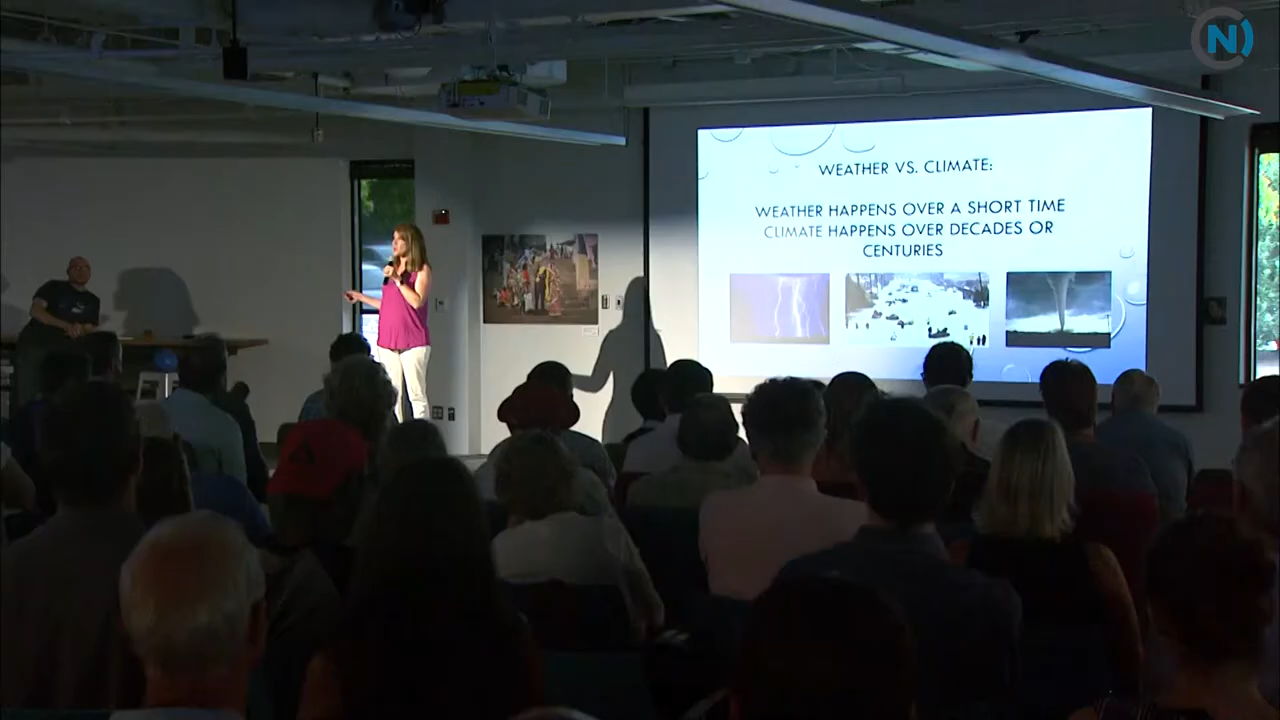 N
WEATHER VS. CLIMATE:
WEATHER HAPPENS OVER A SHORT TIME
CLIMATE HAPPENS OVER DECADES OR
CENTURIES